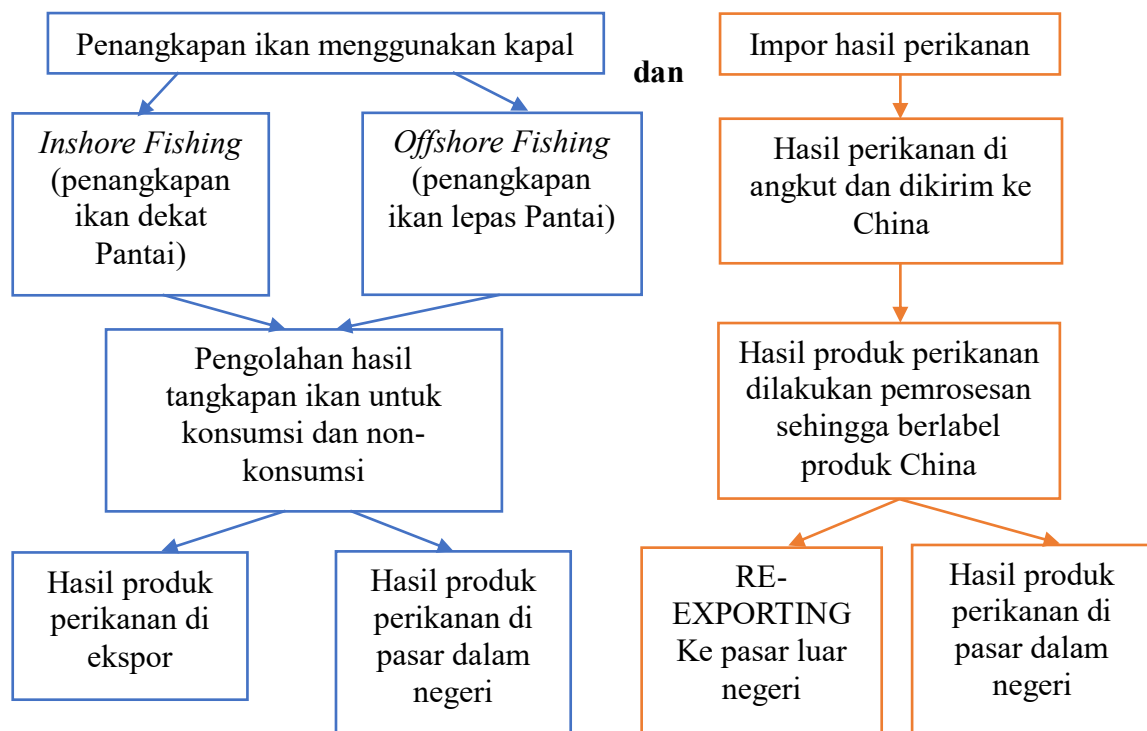 Penangkapan ikan menggunakan kapal
dan
Impor hasil perikanan
Inshore Fishing
(penangkapan
ikan dekat
Pantai)
Offshore Fishing
(penangkapan
ikan lepas Pantai)
Hasil perikanan di
angkut dan dikirim ke
China
Pengolahan hasil
tangkapan ikan untuk
konsumsi dan non-
konsumsi
Hasil produk perikanan
dilakukan pemrosesan
sehingga berlabel
produk China
Hasil produk
perikanan di
ekspor
Hasil produk
perikanan di
pasar dalam
negeri
RE-
EXPORTING
Ke pasar luar
negeri
Hasil produk
perikanan di
pasar dalam
negeri